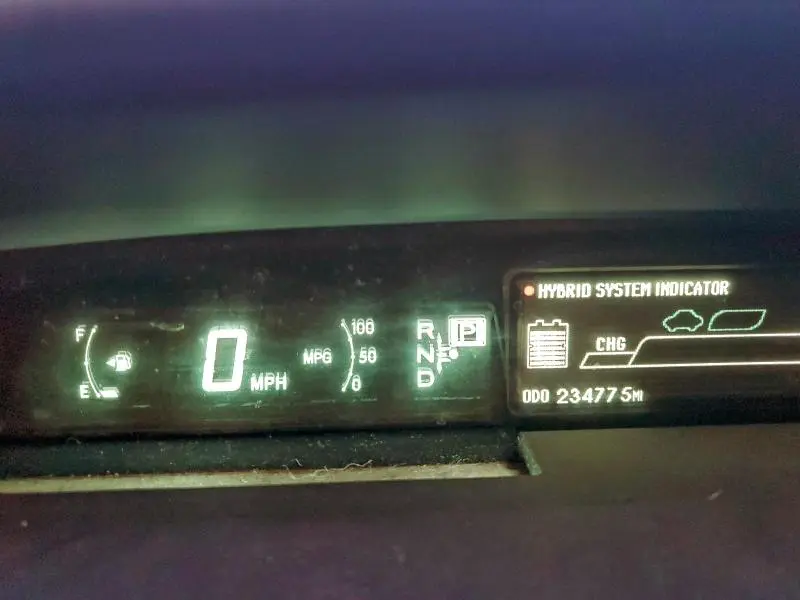 F
E
0 MPH
MPG
100
50
0
R
N
D
P
HYBRID SYSTEM INDICATOR
CHG
ODO 234775MI